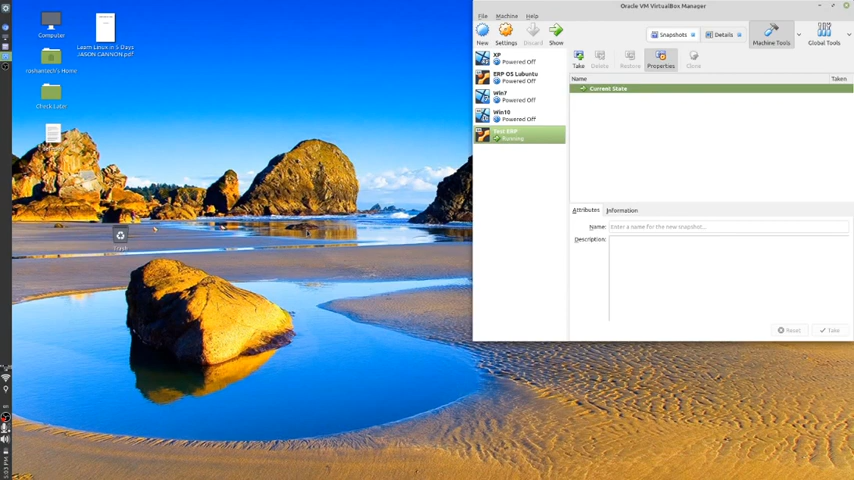 Oracle VM VirtualBox Manager
File Machine Help
New Settings Discard Show
Snapshots Details Machine Tools Global Tools
Take Delete Restore Properties Clone
Name Taken
Current State
XP
Powered Off
ERP OS Lubuntu
Powered Off
Win7
Powered Off
Win10
Powered Off
Test ERP
Running
Attributes Information
Name: Enter a name for the new snapshot...
Description:
Reset Take
Computer
Learn Linux in 5 Days
JASON CANNON.pdf
roshantech's Home
Check Later
Trash
5:03 PM